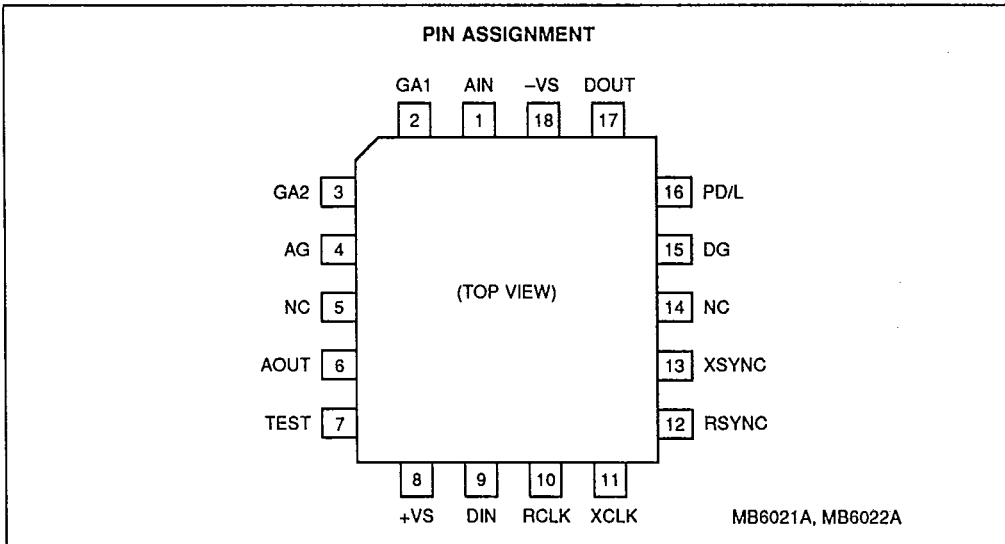 PIN ASSIGNMENT
GA1 AIN –VS DOUT
2 1 18 17
GA2 3 16 PD/L
AG 4 15 DG
NC 5 (TOP VIEW) 14 NC
AOUT 6 13 XSYNC
TEST 7 12 RSYNC
8 9 10 11
+VS DIN RCLK XCLK
MB6021A, MB6022A